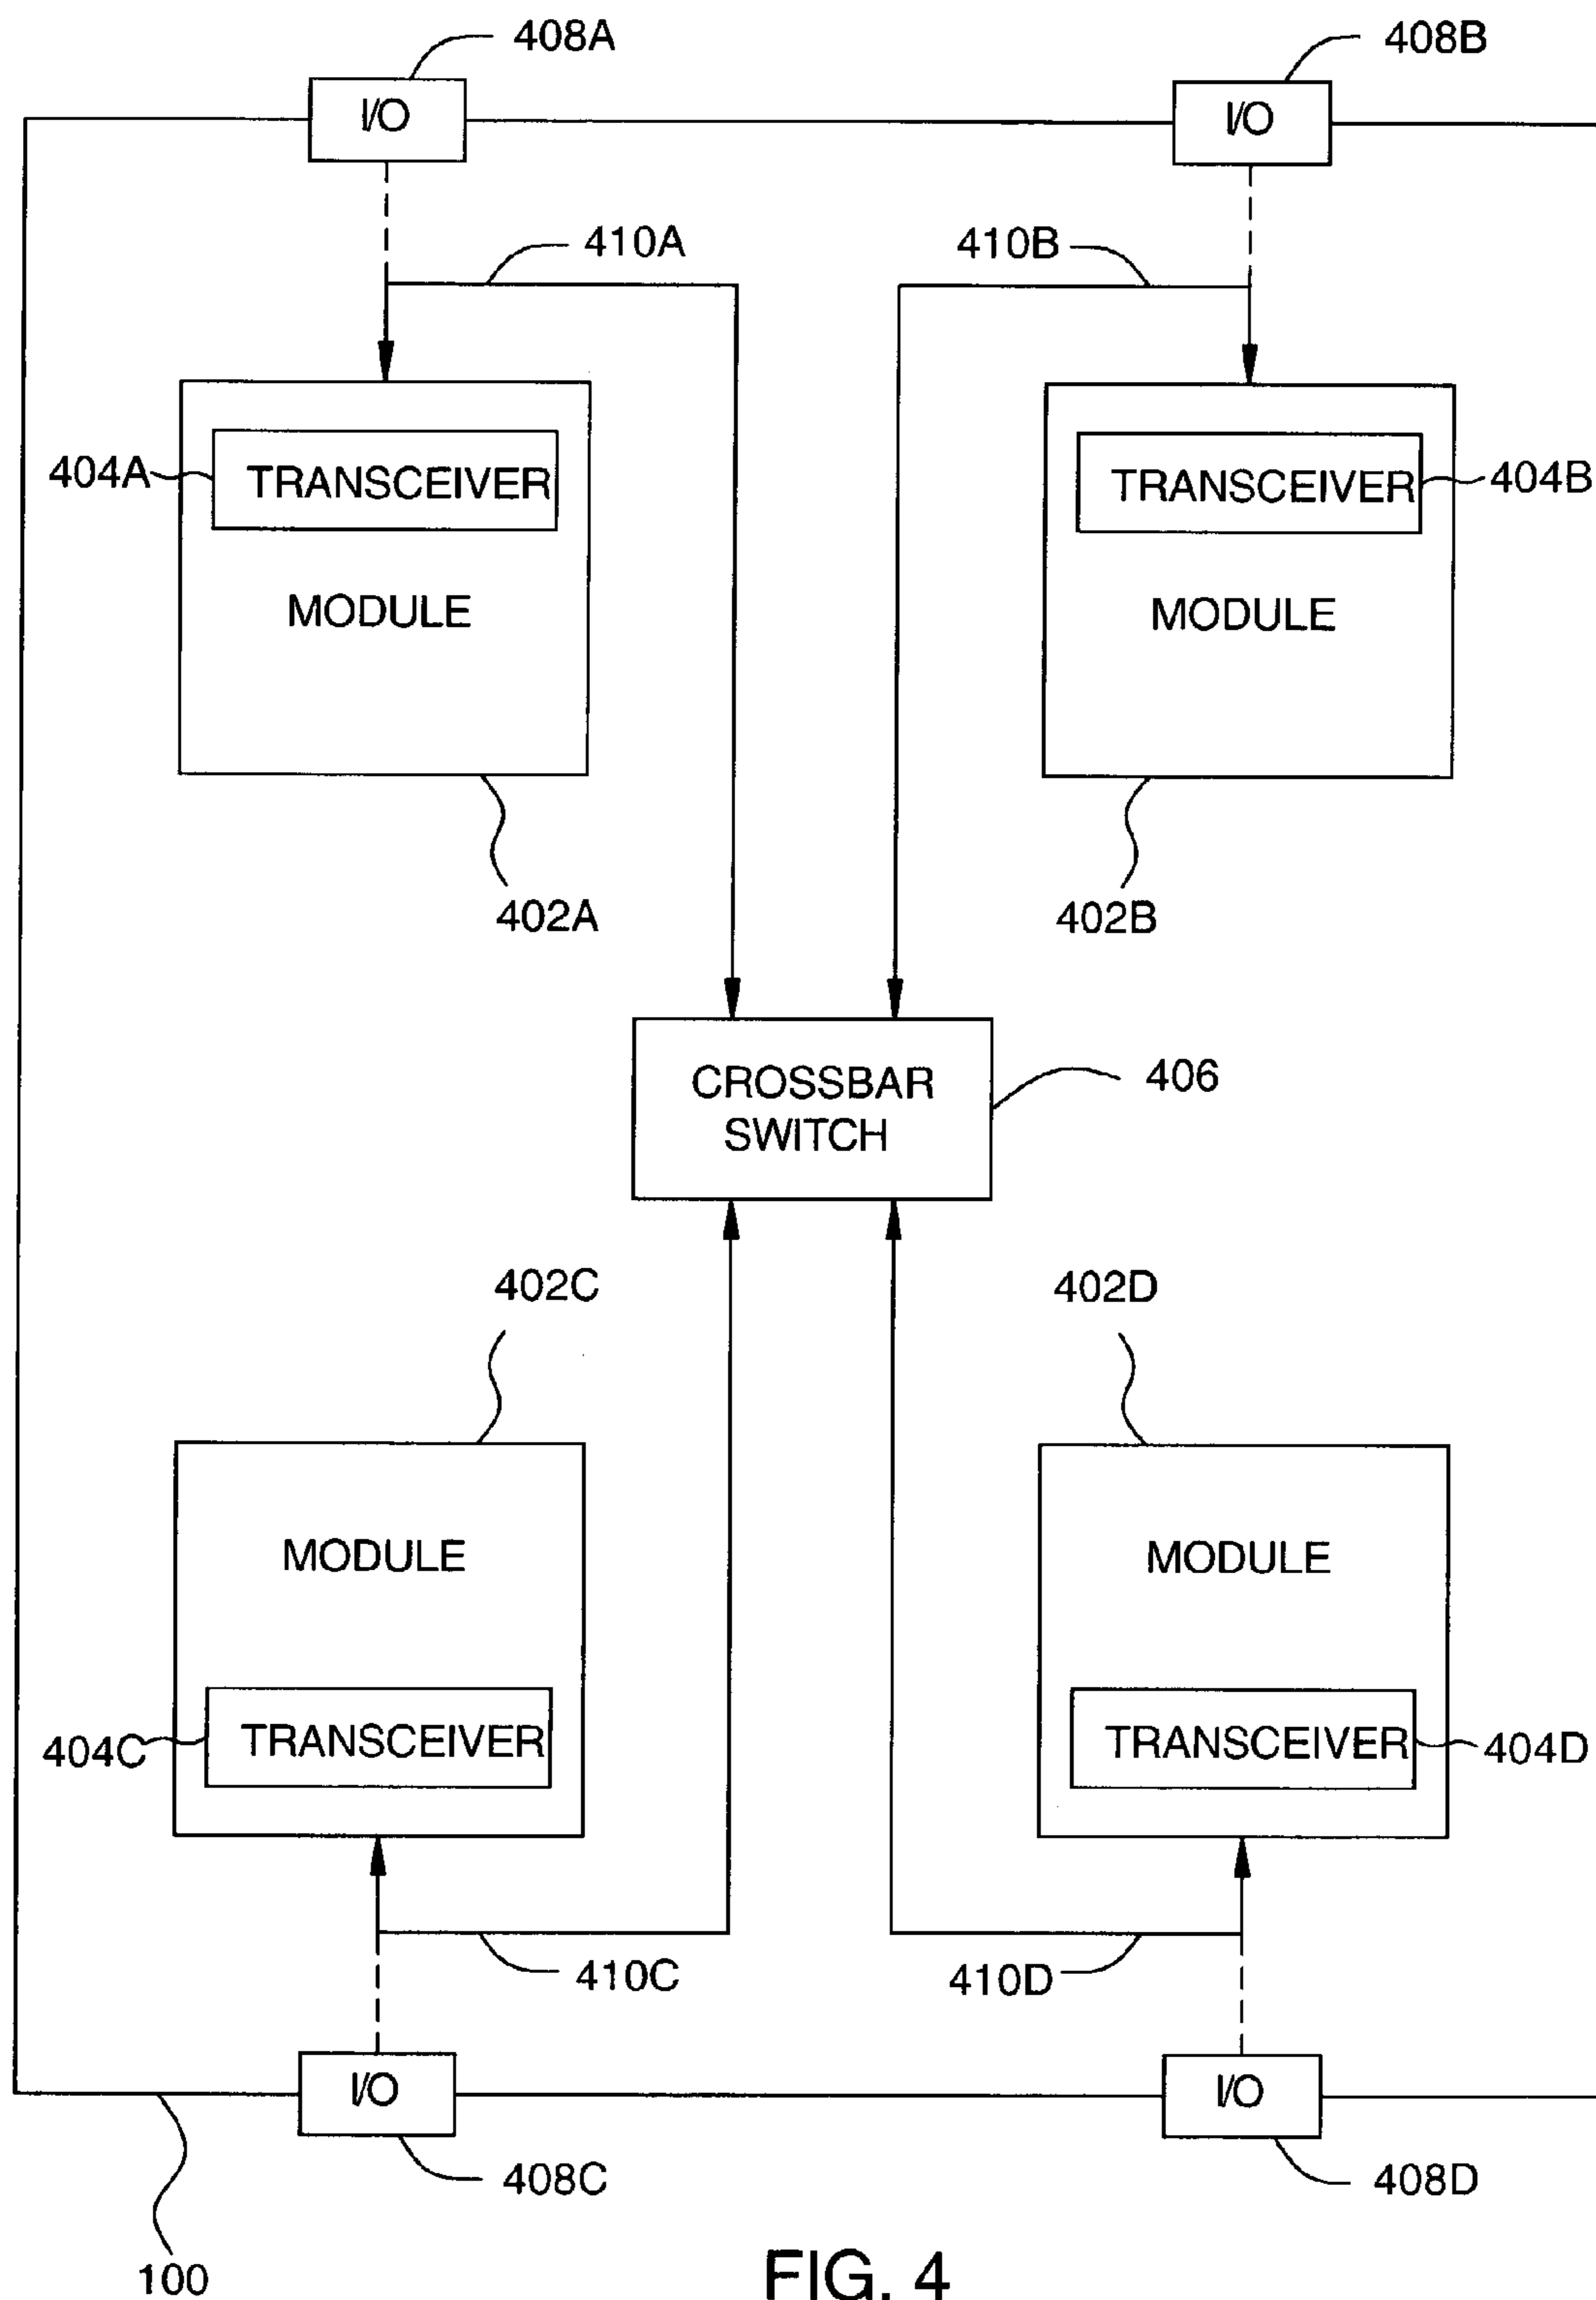 408A
408B
I/O
I/O
410A
410B
404A
TRANSCEIVER
TRANSCEIVER
404B
MODULE
MODULE
402A
402B
CROSSBAR
SWITCH
406
402C
402D
MODULE
MODULE
404C
TRANSCEIVER
TRANSCEIVER
404D
410C
410D
I/O
I/O
408C
408D
100
FIG. 4